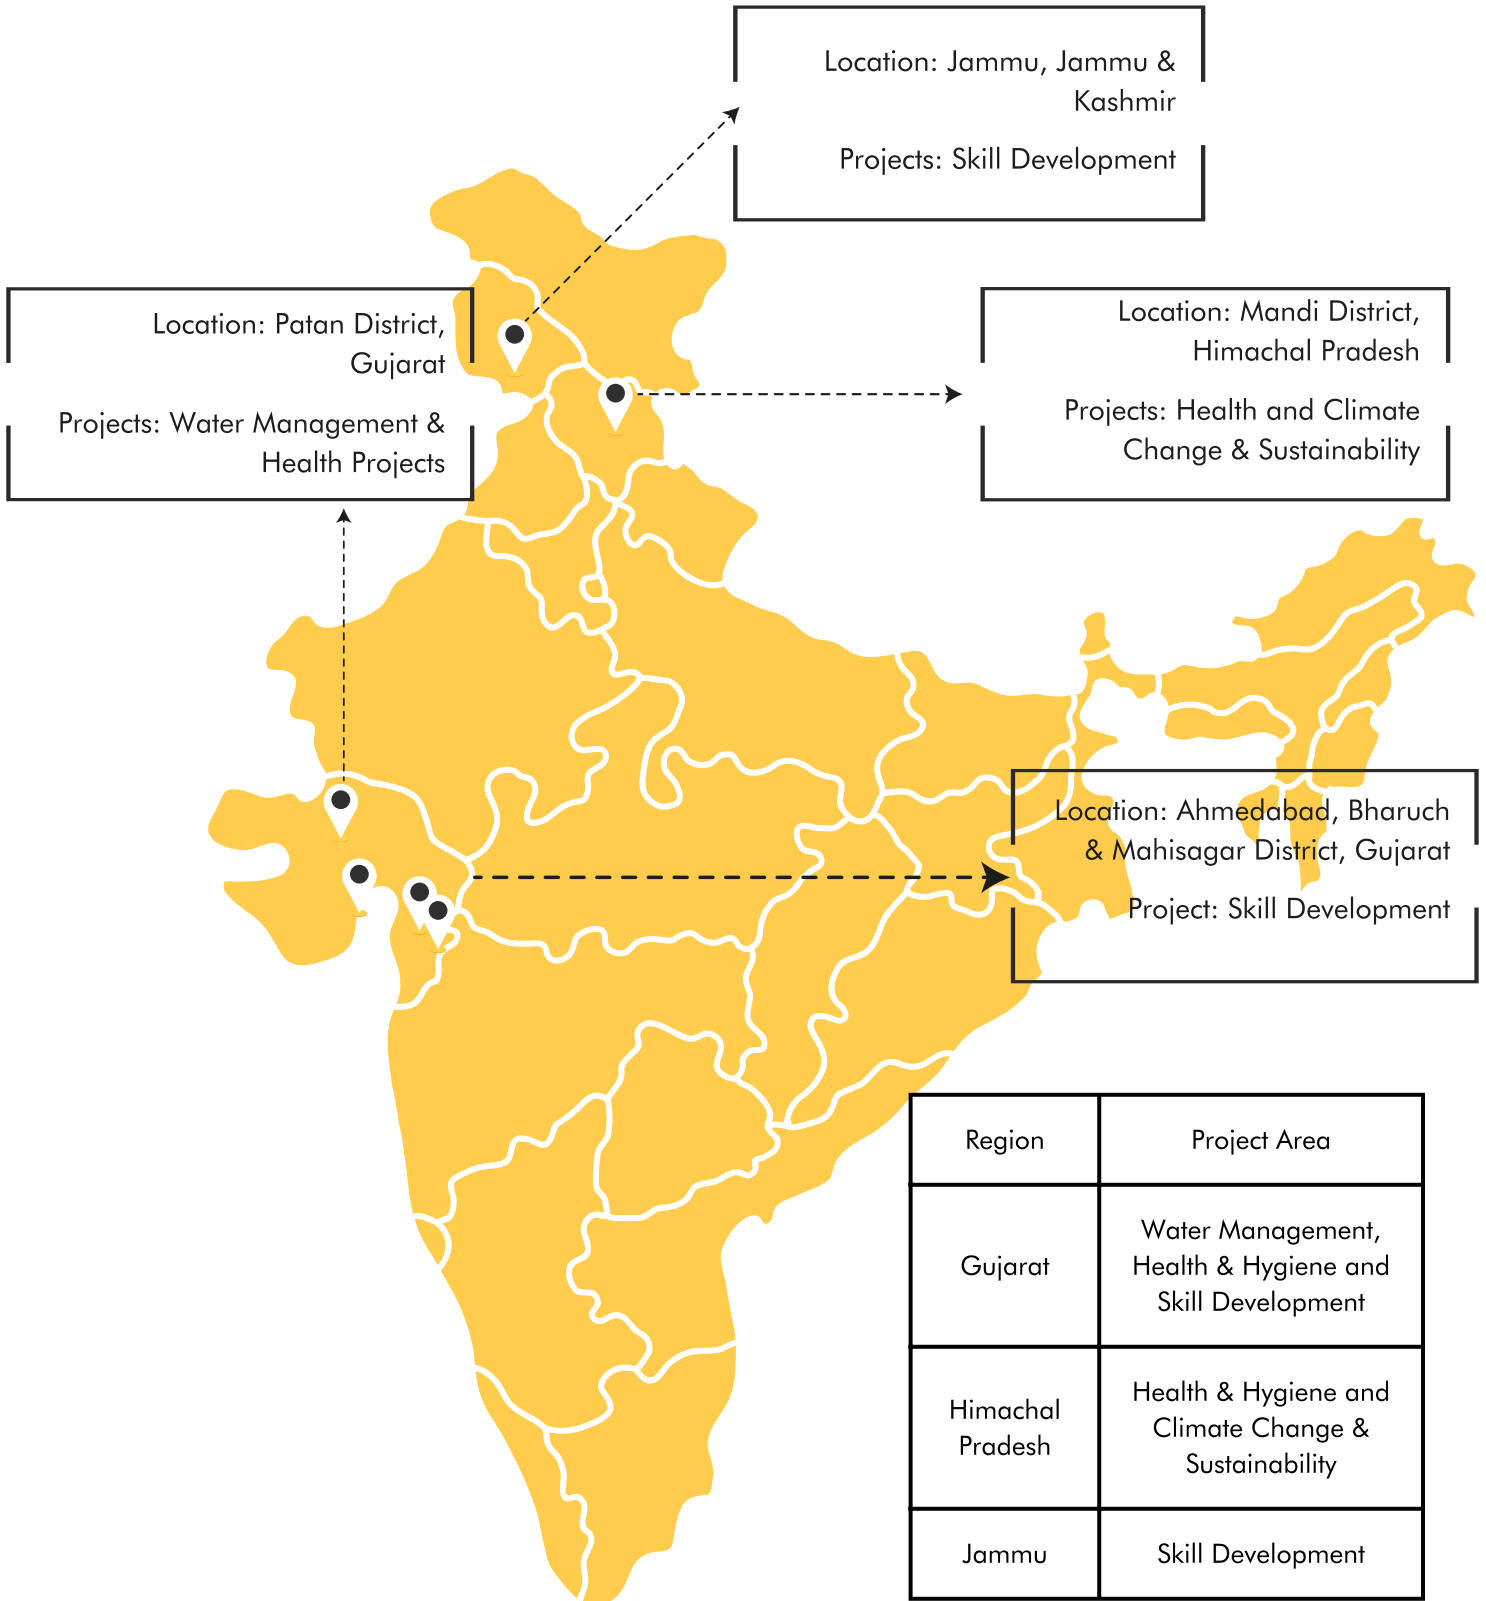 Location: Jammu, Jammu &
Kashmir
Projects: Skill Development
Location: Patan District,
Gujarat
Projects: Water Management &
Health Projects
Location: Mandi District,
Himachal Pradesh
Projects: Health and Climate
Change & Sustainability
Location: Ahmedabad, Bharuch
& Mahisagar District, Gujarat
Project: Skill Development
Region
Project Area
Gujarat
Water Management,
Health & Hygiene and
Skill Development
Himachal
Pradesh
Health & Hygiene and
Climate Change &
Sustainability
Jammu
Skill Development